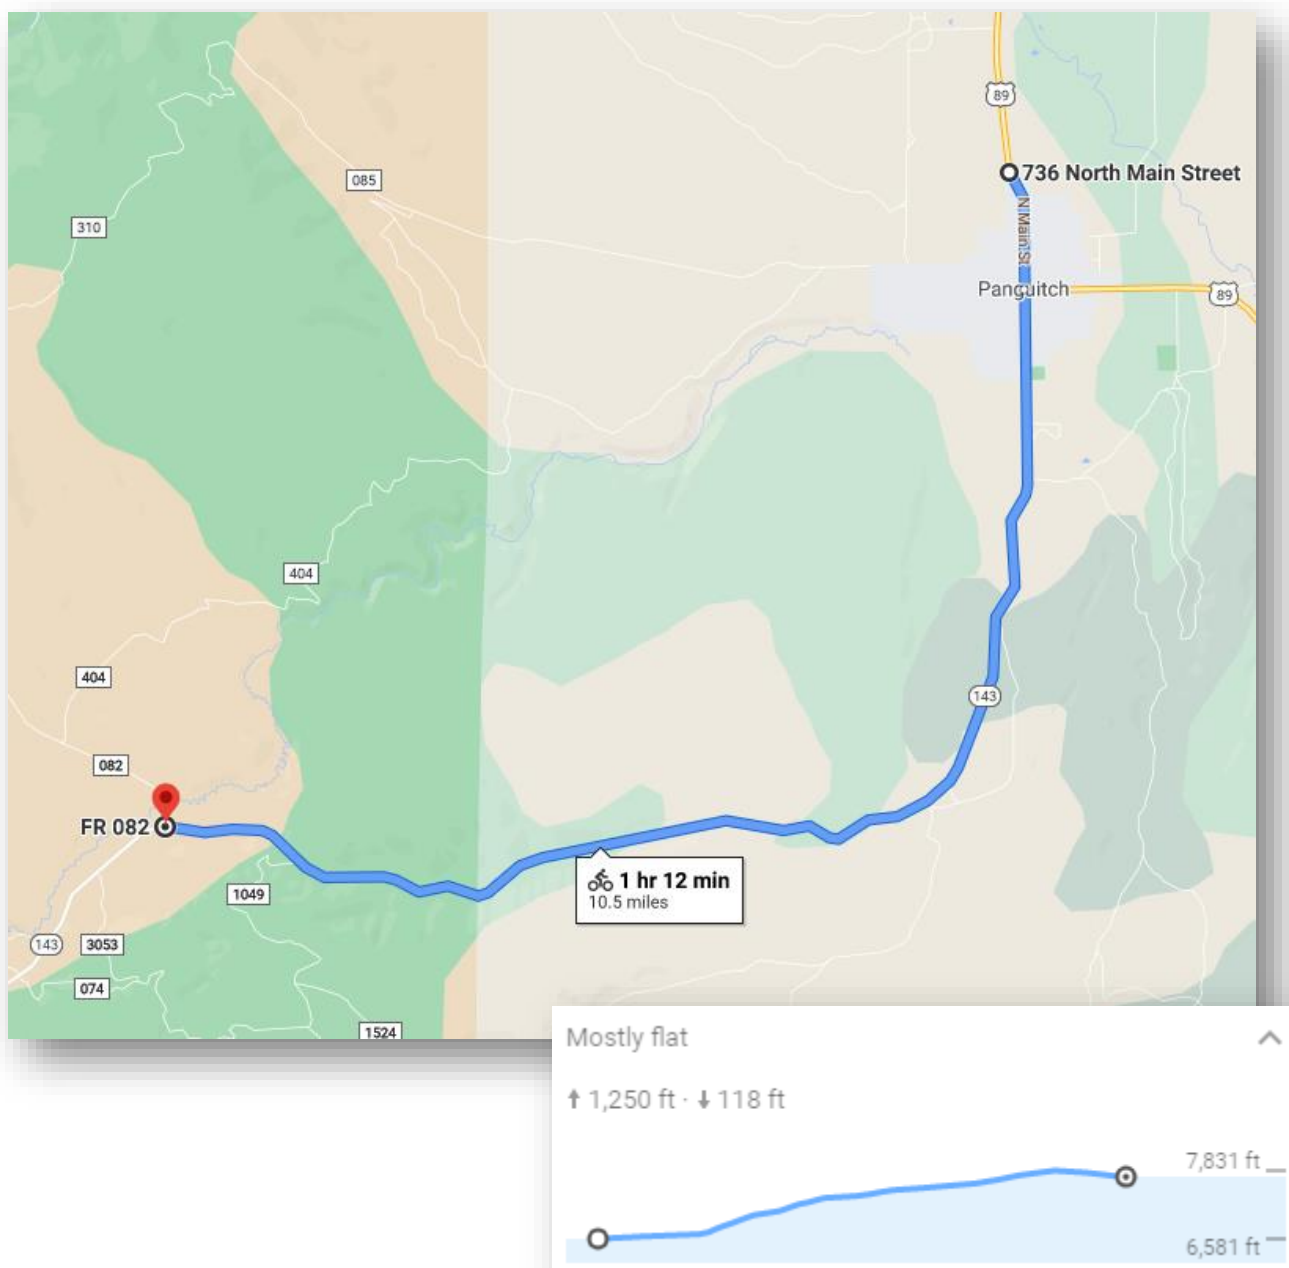 89
736 North Main Street
085
N Main St
310
Panguitch
89
404
404
143
082
FR 082
1 hr 12 min
10.5 miles
1049
143
3053
074
1524
Mostly flat
1,250 ft · 118 ft
7,831 ft
6,581 ft